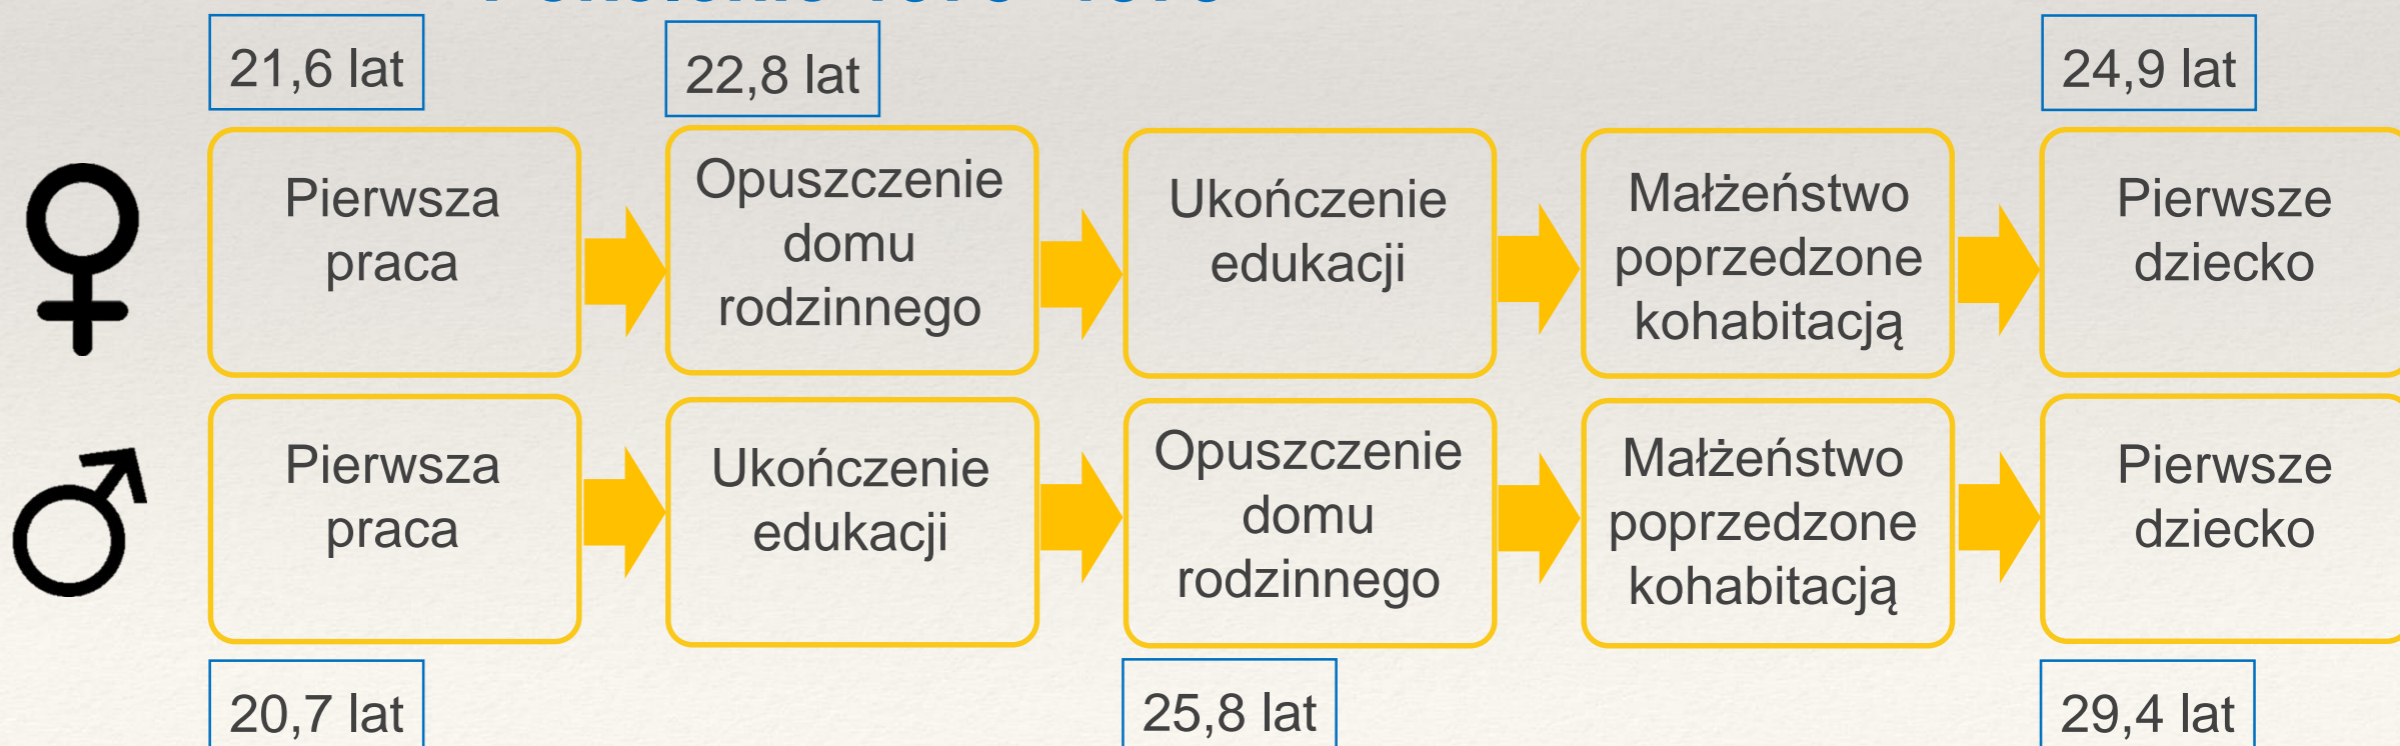 21,6 lat
22,8 lat
24,9 lat
Pierwsza
praca
Opuszczenie
domu
rodzinnego
Ukończenie
edukacji
Małżeństwo
poprzedzone
kohabitacją
Pierwsze
dziecko
Pierwsza
praca
Ukończenie
edukacji
Opuszczenie
domu
rodzinnego
Małżeństwo
poprzedzone
kohabitacją
Pierwsze
dziecko
20,7 lat
25,8 lat
29,4 lat